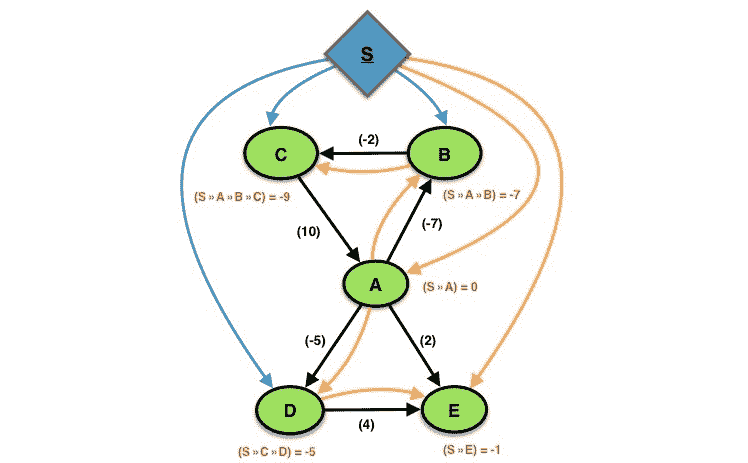 S
(-2)
C
B
(S » A » B » C) = -9
(S » A » B) = -7
(10)
(-7)
A
(S » A) = 0
(-5)
(2)
D
E
(4)
(S » C » D) = -5
(S » E) = -1